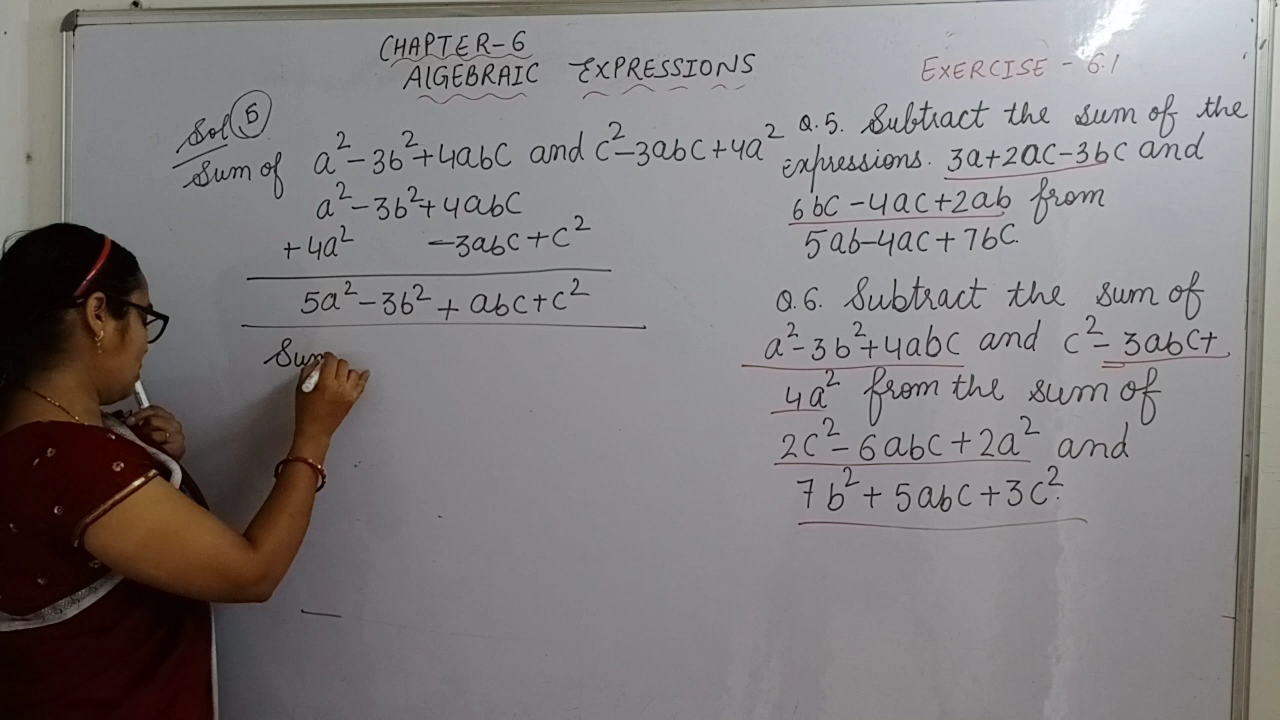 CHAPTER-6
ALGEBRAIC EXPRESSIONS
EXERCISE - 6.1
Sol 5
Sum of a²-3b²+4abc and c²-3abc+4a²
a²-3b²+4abc
+4a² -3abc+c²
5a²-3b²+abc+c²
Sum
Q.5. Subtract the sum of the
expressions. 3a+2ac-3bc and
6bc-4ac+2ab from
5ab-4ac+7bc.
Q.6. Subtract the sum of
a²-3b²+4abc and c²-3abc+
4a² from the sum of
2c²-6abc+2a² and
7b²+5abc+3c².